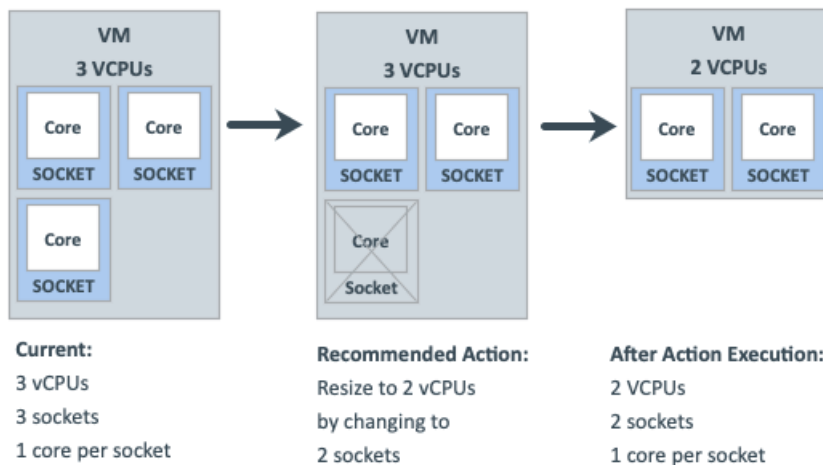 VM
3 VCPUs
Core
Core
SOCKET
SOCKET
Core
SOCKET
Current:
3 vCPUs
3 sockets
1 core per socket
VM
3 VCPUs
Core
Core
SOCKET
SOCKET
Core
Socket
Recommended Action:
Resize to 2 vCPUs
by changing to
2 sockets
VM
2 VCPUs
Core
Core
SOCKET
SOCKET
After Action Execution:
2 VCPUs
2 sockets
1 core per socket